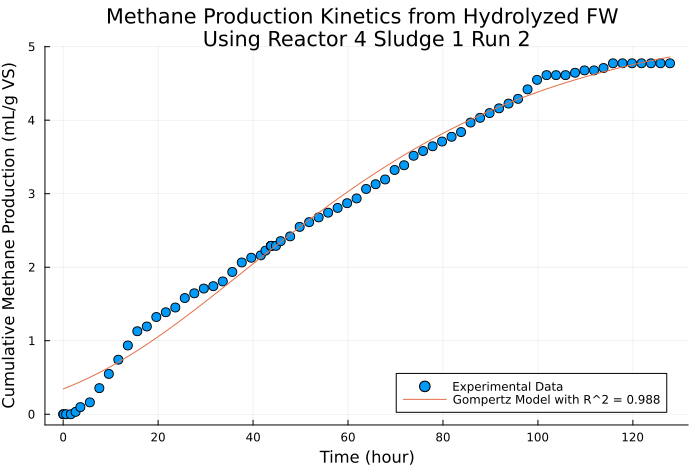 Methane Production Kinetics from Hydrolyzed FW
Using Reactor 4 Sludge 1 Run 2
Cumulative Methane Production (mL/g VS)
5
4
3
2
1
0
Experimental Data
Gompertz Model with R^2 = 0.988
0 20 40 60 80 100 120
Time (hour)